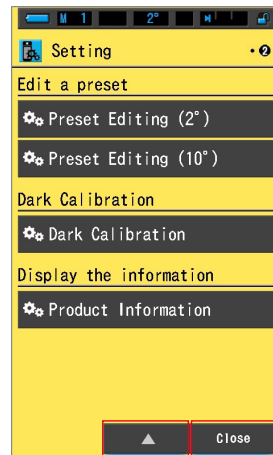 M 1 2°
Setting ·❷
Edit a preset
Preset Editing (2°)
Preset Editing (10°)
Dark Calibration
Dark Calibration
Display the information
Product Information
▲ Close